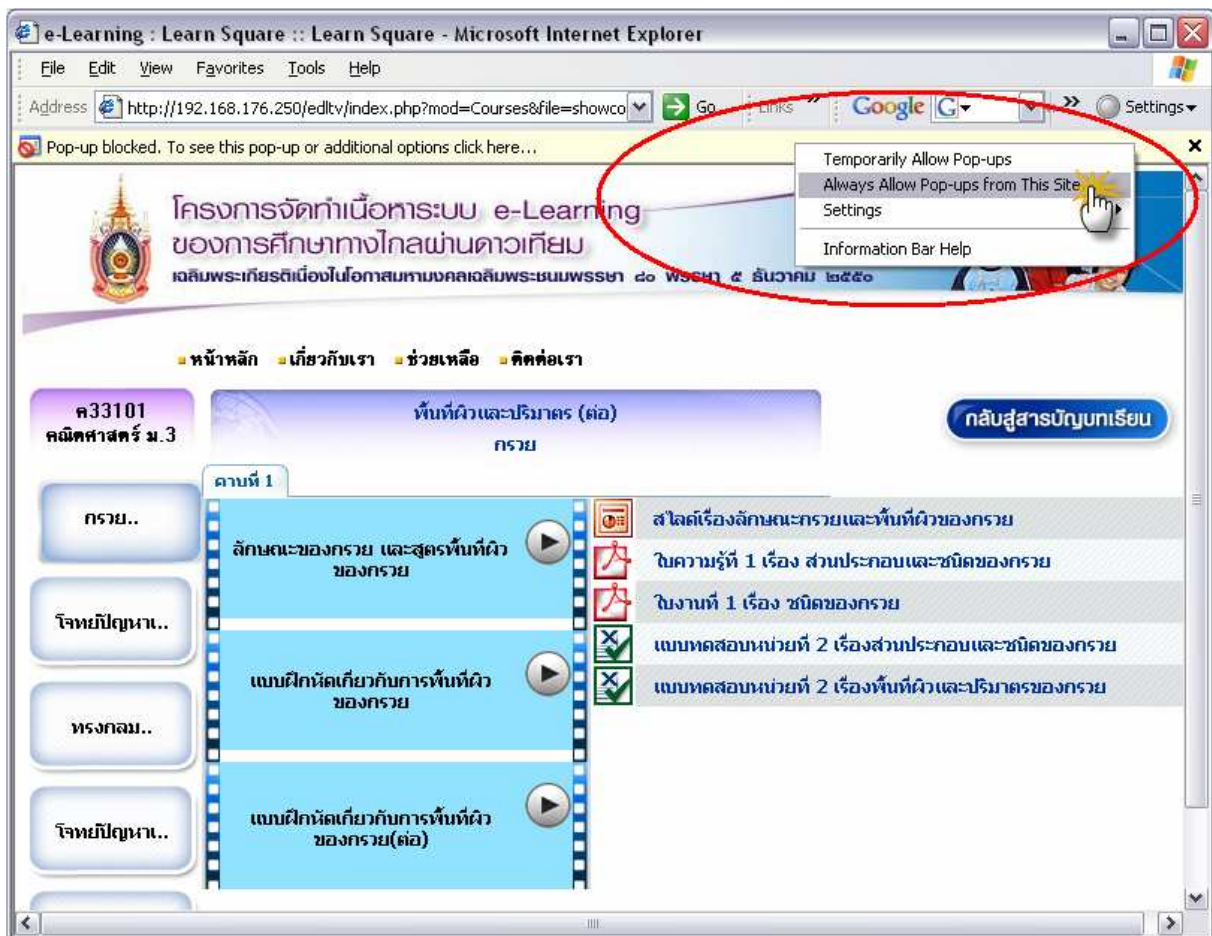 e-Learning : Learn Square :: Learn Square - Microsoft Internet Explorer
File Edit View Favorites Tools Help
Address http://192.168.176.250/edltv/index.php?mod=Courses&file=showco Go Links » Google G » Settings
Pop-up blocked. To see this pop-up or additional options click here...
Temporarily Allow Pop-ups
Always Allow Pop-ups from This Site
Settings
Information Bar Help
โครงการจัดทำเนื้อหาระบบ e-Learning
ของการศึกษาทางไกลผ่านดาวเทียม
เฉลิมพระเกียรติเนื่องในโอกาสมหามงคลเฉลิมพระชนมพรรษา ๘๐ พรรษา ๕ ธันวาคม ๒๕๕๐
หน้าหลัก เกี่ยวกับเรา ช่วยเหลือ ติดต่อเรา
ค33101
คณิตศาสตร์ ม.3
พื้นที่ผิวและปริมาตร (ต่อ)
กรวย
กลับสู่สารบัญบทเรียน
คาบที่ 1
กรวย..
โจทย์ปัญหาเ..
ทรงกลม..
โจทย์ปัญหาเ..
ลักษณะของกรวย และสูตรพื้นที่ผิว
ของกรวย
แบบฝึกหัดเกี่ยวกับการพื้นที่ผิว
ของกรวย
แบบฝึกหัดเกี่ยวกับการพื้นที่ผิว
ของกรวย(ต่อ)
สไลด์เรื่องลักษณะกรวยและพื้นที่ผิวของกรวย
ใบความรู้ที่ 1 เรื่อง ส่วนประกอบและชนิดของกรวย
ใบงานที่ 1 เรื่อง ชนิดของกรวย
แบบทดสอบหน่วยที่ 2 เรื่องส่วนประกอบและชนิดของกรวย
แบบทดสอบหน่วยที่ 2 เรื่องพื้นที่ผิวและปริมาตรของกรวย